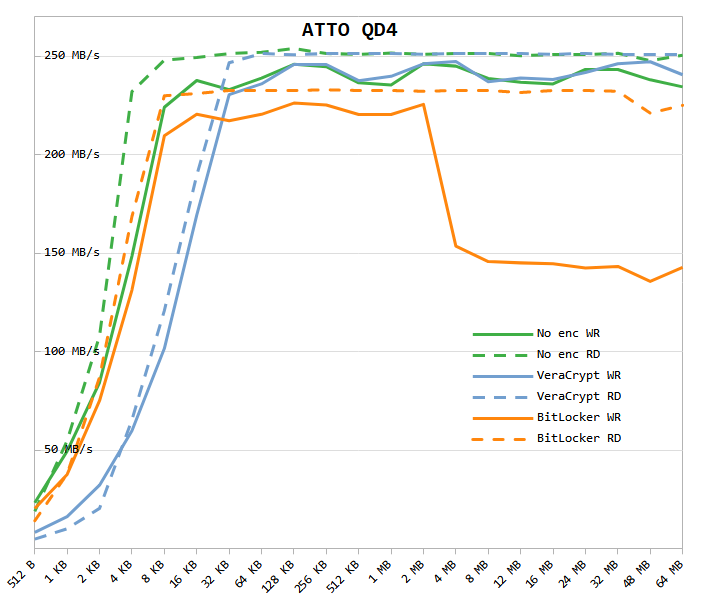 ATTO QD4
250 MB/s
200 MB/s
150 MB/s
100 MB/s
50 MB/s
No enc WR
No enc RD
VeraCrypt WR
VeraCrypt RD
BitLocker WR
BitLocker RD
512 B
1 KB
2 KB
4 KB
8 KB
16 KB
32 KB
64 KB
128 KB
256 KB
512 KB
1 MB
2 MB
4 MB
8 MB
12 MB
16 MB
24 MB
32 MB
48 MB
64 MB